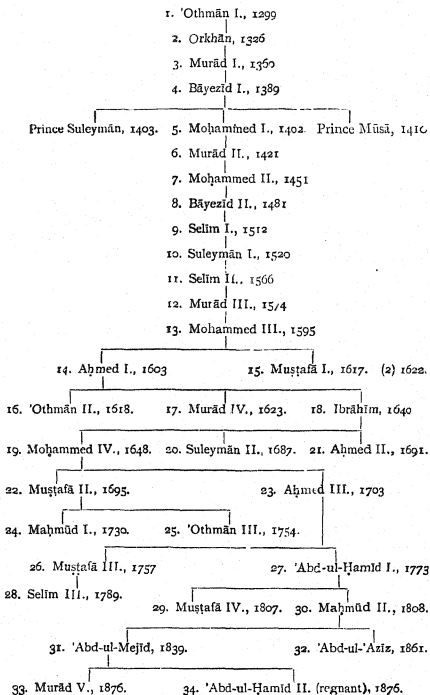 1. 'Othmān I., 1299
2. Orkhān, 1326
3. Murād I., 1360
4. Bāyezīd I., 1389
Prince Suleymān, 1403. 5. Moḥammed I., 1402. Prince Mūsā, 1410
6. Murād II., 1421
7. Moḥammed II., 1451
8. Bāyezīd II., 1481
9. Selīm I., 1512
10. Suleymān I., 1520
11. Selīm II., 1566
12. Murād III., 1574
13. Mohammed III., 1595
14. Aḥmed I., 1603 15. Muṣṭafā I., 1617. (2) 1622.
16. 'Othmān II., 1618. 17. Murād IV., 1623. 18. Ibrāhīm, 1640
19. Moḥammed IV., 1648. 20. Suleymān II., 1687. 21. Aḥmed II., 1691.
22. Muṣṭafā II., 1695. 23. Aḥmed III., 1703
24. Maḥmūd I., 1730. 25. 'Othmān III., 1754.
26. Muṣṭafā III., 1757 27. 'Abd-ul-Ḥamīd I., 1773
28. Selīm III., 1789.
29. Muṣṭafā IV., 1807. 30. Maḥmūd II., 1808.
31. 'Abd-ul-Mejīd, 1839. 32. 'Abd-ul-'Azīz, 1861.
33. Murād V., 1876. 34. 'Abd-ul-Ḥamīd II. (regnant), 1876.